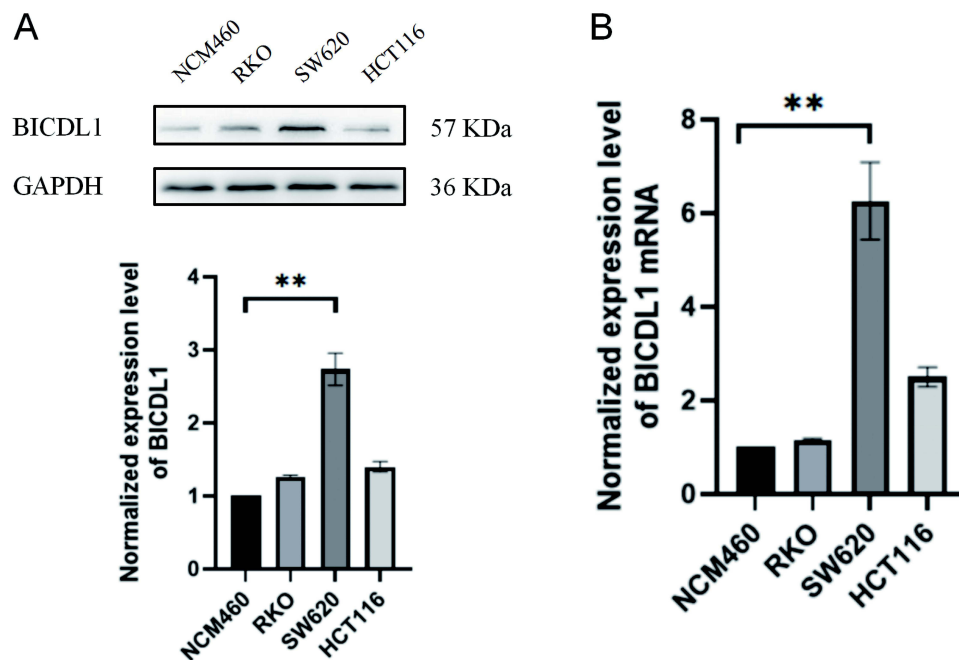 A
NCM460
RKO
SW620
HCT116
BICDL1
57 KDa
GAPDH
36 KDa
Normalized expression level
of BICDL1
4
3
2
1
0
**
NCM460
RKO
SW620
HCT116
B
Normalized expression level
of BICDL1 mRNA
8
6
4
2
0
**
NCM460
RKO
SW620
HCT116